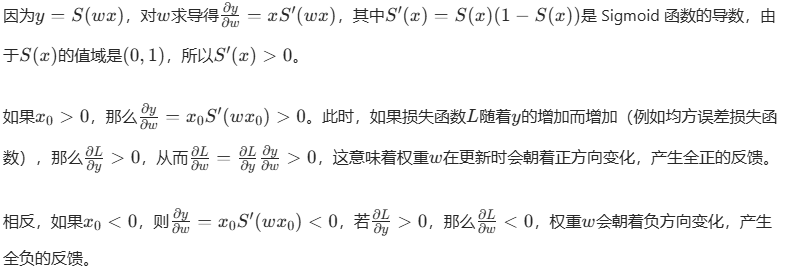 因为$y = S(wx)$，对$w$求导得$\frac{\partial y}{\partial w} = xS'(wx)$，其中$S'(x) = S(x)(1 - S(x))$是 Sigmoid 函数的导数，由
于$S(x)$的值域是$(0,1)$，所以$S'(x) > 0$。
如果$x_0 > 0$，那么$\frac{\partial y}{\partial w} = x_0S'(wx_0) > 0$。此时，如果损失函数$L$随着$y$的增加而增加（例如均方误差损失函
数），那么$\frac{\partial L}{\partial y} > 0$，从而$\frac{\partial L}{\partial w} = \frac{\partial L}{\partial y}\frac{\partial y}{\partial w} > 0$，这意味着权重$w$在更新时会朝着正方向变化，产生全正的反馈。
相反，如果$x_0 < 0$，则$\frac{\partial y}{\partial w} = x_0S'(wx_0) < 0$，若$\frac{\partial L}{\partial y} > 0$，那么$\frac{\partial L}{\partial w} < 0$，权重$w$会朝着负方向变化，产生
全负的反馈。